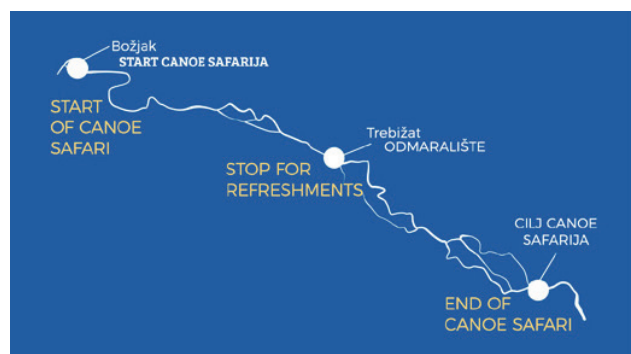 Božjak
START CANOE SAFARIJA
START
OF CANOE
SAFARI
Trebižat
ODMARALIŠTE
STOP FOR
REFRESHMENTS
CILJ CANOE
SAFARIJA
END OF
CANOE SAFARI